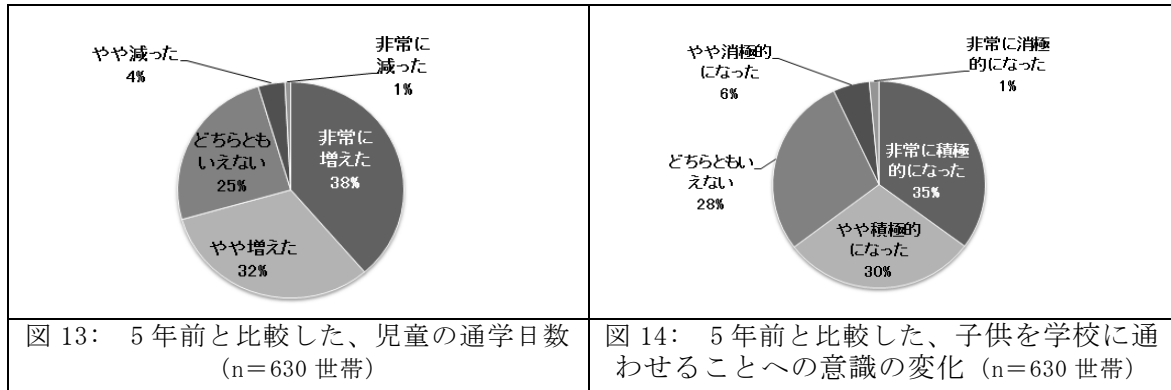 非常に
減った
1%
やや減った
4%
どちらとも
いえない
25%
非常に
増えた
38%
やや増えた
32%
図 13: 5 年前と比較した、児童の通学日数
(n=630 世帯)
非常に消極
的になった
1%
やや消極的
になった
6%
どちらともい
えない
28%
非常に積極
的になった
35%
やや積極的
になった
30%
図 14: 5 年前と比較した、子供を学校に通
わせることへの意識の変化 (n=630 世帯)